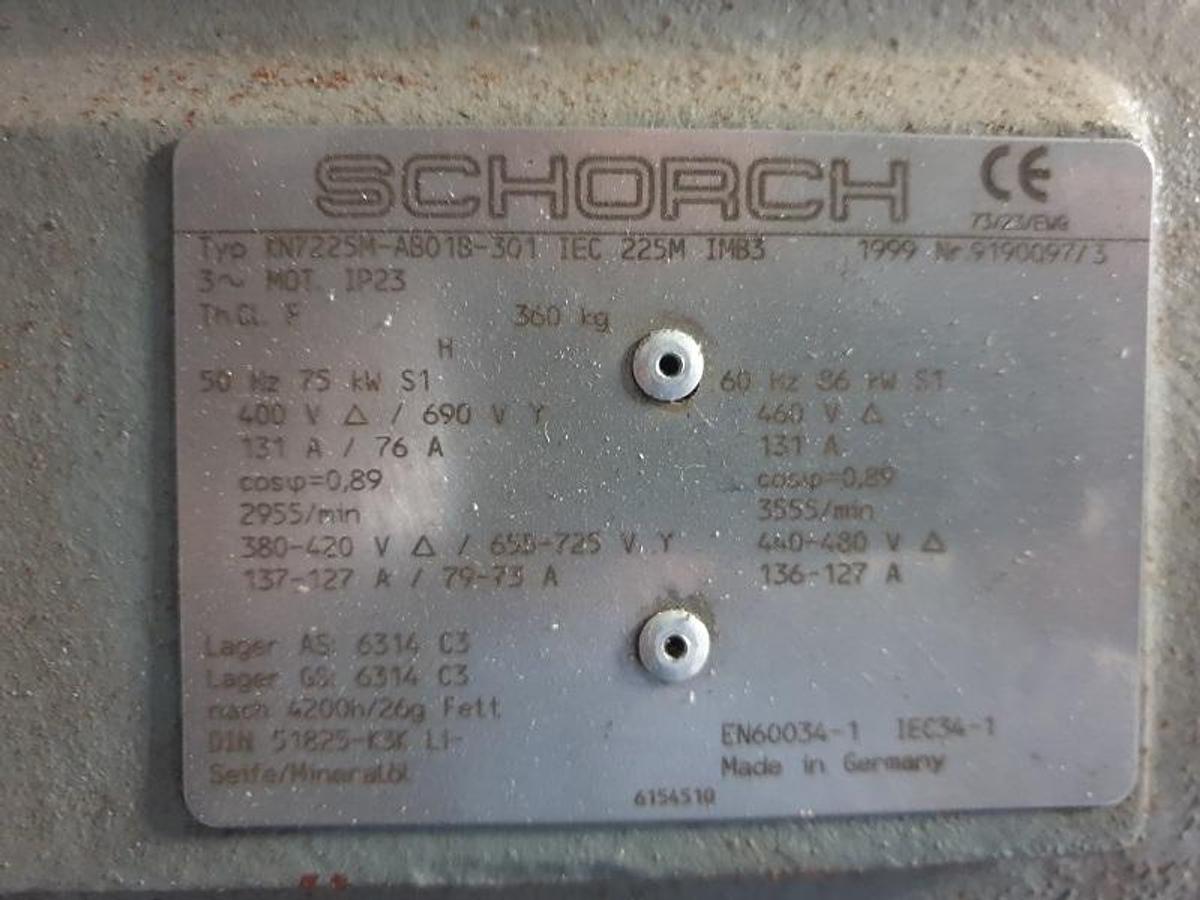 SCHORCH
CE
73/23/EWG
Typ KN7225M-AB01B-301 IEC 225M IMB3 1999 Nr. 9190097/3
3~ MOT. IP23
Th.Cl. F 360 kg
H
50 Hz 75 kW S1 60 Hz 86 kW S1
400 V Δ / 690 V Y 460 V Δ
131 A / 76 A 131 A
cosφ=0,89 cosφ=0,89
2955/min 3555/min
380-420 V Δ / 655-725 V Y 440-480 V Δ
137-127 A / 79-73 A 136-127 A
Lager AS: 6314 C3
Lager GS: 6314 C3
nach 4200h/26g Fett
DIN 51825-K3K Li-
EN60034-1 IEC34-1
Seife/Mineralöl
Made in Germany
6154510